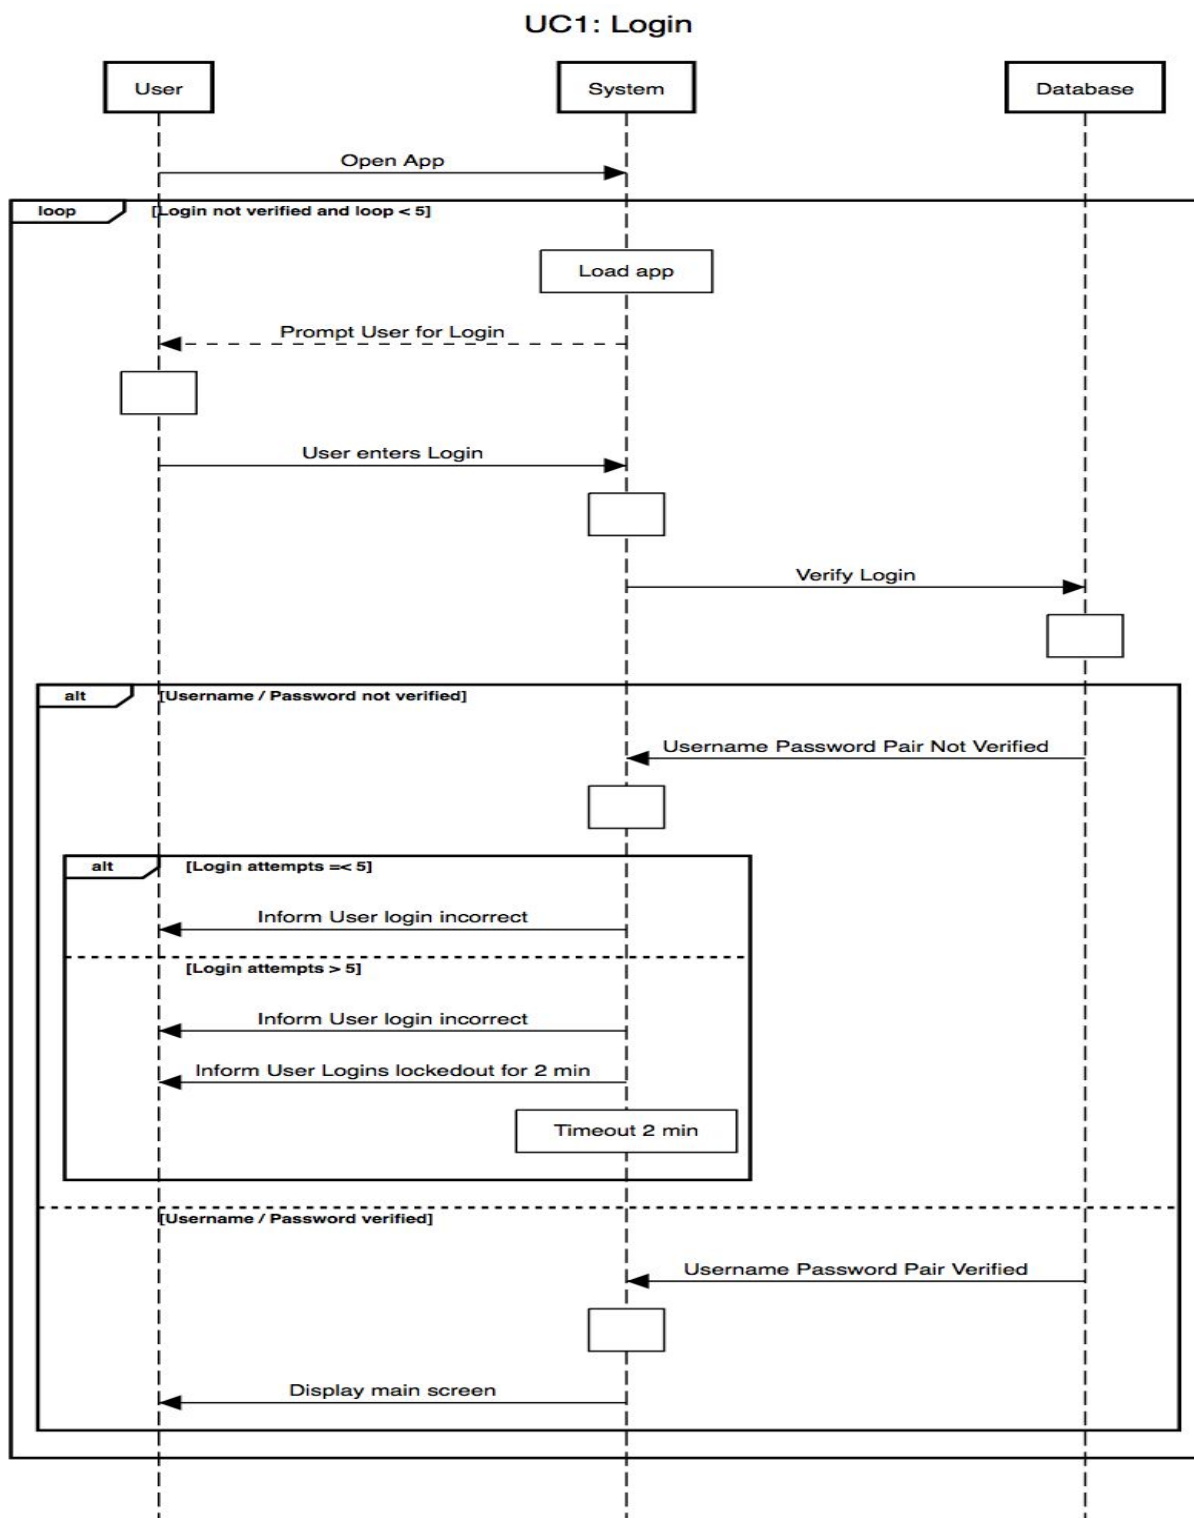 UC1: Login
User
System
Database
Open App
loop
[Login not verified and loop < 5]
Load app
Prompt User for Login
User enters Login
Verify Login
alt
[Username / Password not verified]
Username Password Pair Not Verified
alt
[Login attempts =< 5]
Inform User login incorrect
[Login attempts > 5]
Inform User login incorrect
Inform User Logins lockedout for 2 min
Timeout 2 min
[Username / Password verified]
Username Password Pair Verified
Display main screen